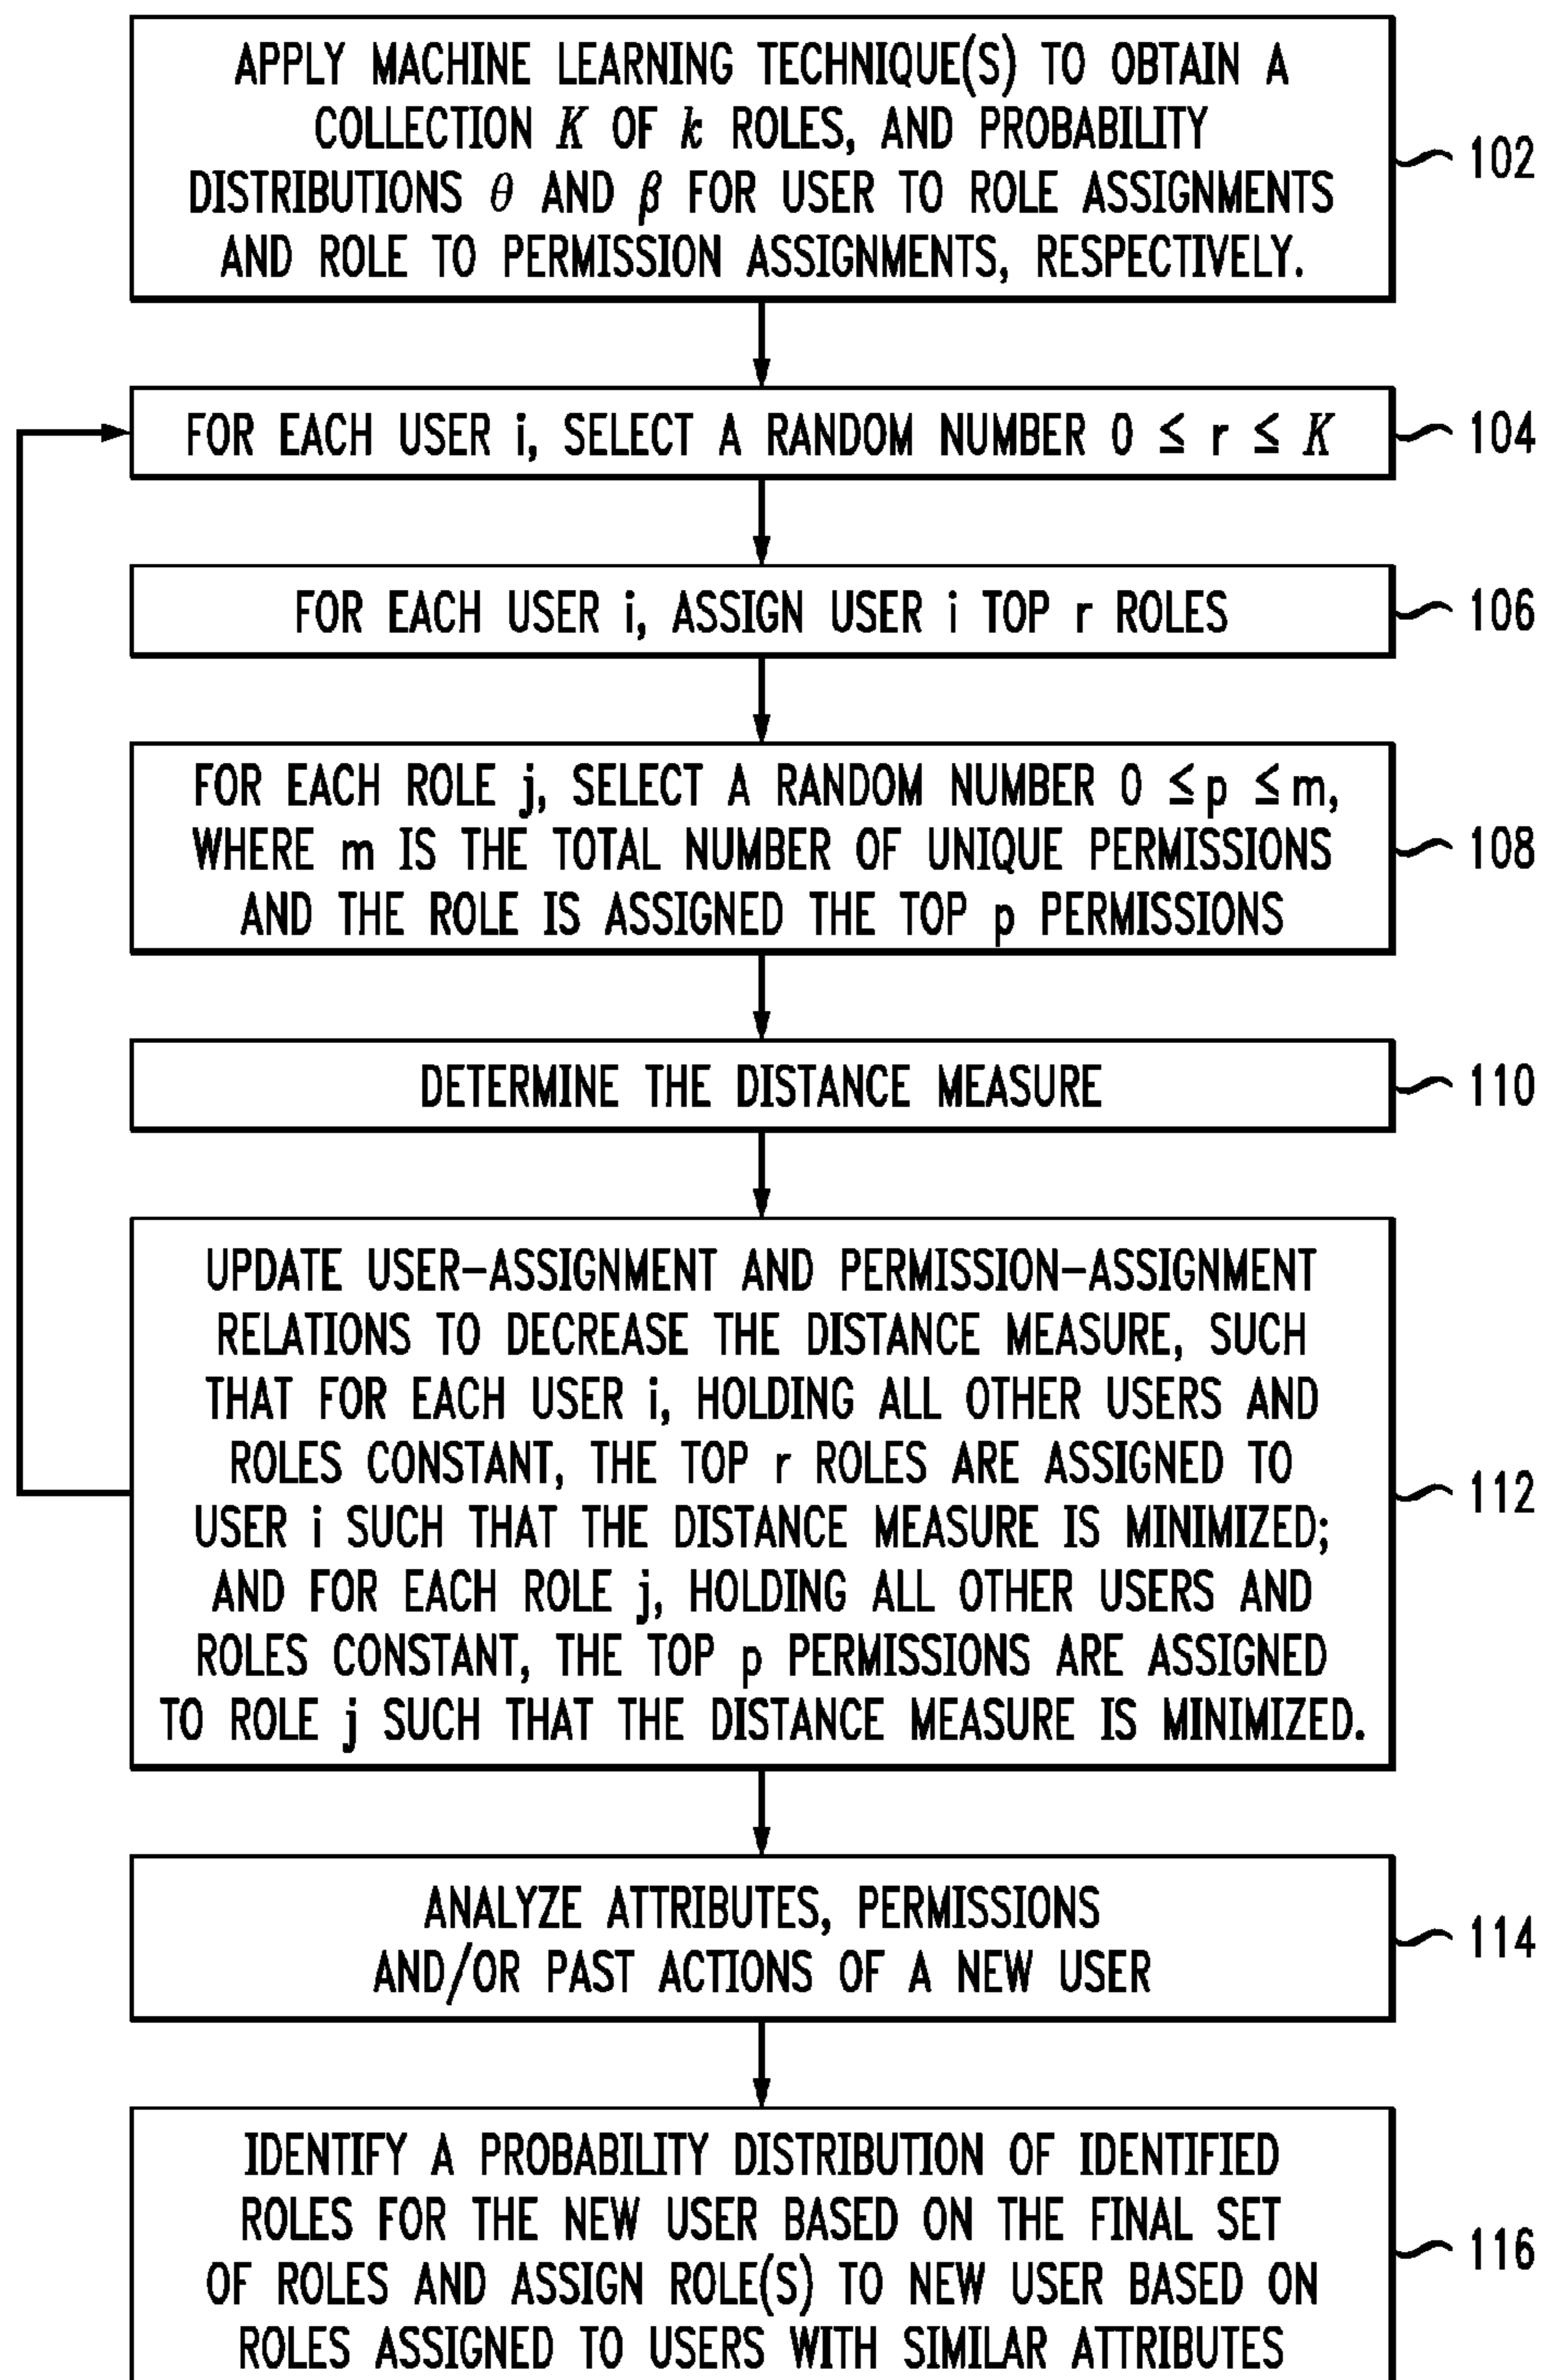 APPLY MACHINE LEARNING TECHNIQUE(S) TO OBTAIN A
COLLECTION K OF k ROLES, AND PROBABILITY
DISTRIBUTIONS θ AND β FOR USER TO ROLE ASSIGNMENTS
AND ROLE TO PERMISSION ASSIGNMENTS, RESPECTIVELY.
102
FOR EACH USER i, SELECT A RANDOM NUMBER 0 ≤ r ≤ K
104
FOR EACH USER i, ASSIGN USER i TOP r ROLES
106
FOR EACH ROLE j, SELECT A RANDOM NUMBER 0 ≤ p ≤ m,
WHERE m IS THE TOTAL NUMBER OF UNIQUE PERMISSIONS
AND THE ROLE IS ASSIGNED THE TOP p PERMISSIONS
108
DETERMINE THE DISTANCE MEASURE
110
UPDATE USER-ASSIGNMENT AND PERMISSION-ASSIGNMENT
RELATIONS TO DECREASE THE DISTANCE MEASURE, SUCH
THAT FOR EACH USER i, HOLDING ALL OTHER USERS AND
ROLES CONSTANT, THE TOP r ROLES ARE ASSIGNED TO
USER i SUCH THAT THE DISTANCE MEASURE IS MINIMIZED;
AND FOR EACH ROLE j, HOLDING ALL OTHER USERS AND
ROLES CONSTANT, THE TOP p PERMISSIONS ARE ASSIGNED
TO ROLE j SUCH THAT THE DISTANCE MEASURE IS MINIMIZED.
112
ANALYZE ATTRIBUTES, PERMISSIONS
AND/OR PAST ACTIONS OF A NEW USER
114
IDENTIFY A PROBABILITY DISTRIBUTION OF IDENTIFIED
ROLES FOR THE NEW USER BASED ON THE FINAL SET
OF ROLES AND ASSIGN ROLE(S) TO NEW USER BASED ON
ROLES ASSIGNED TO USERS WITH SIMILAR ATTRIBUTES
116